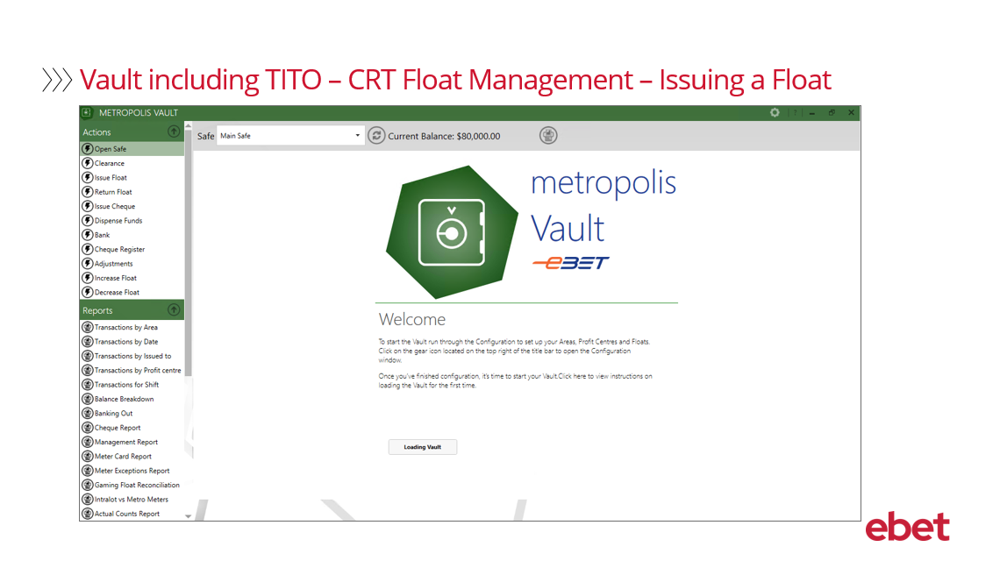 Vault including TITO – CRT Float Management – Issuing a Float
METROPOLIS VAULT
?
Actions
Open Safe
Clearance
Issue Float
Return Float
Issue Cheque
Dispense Funds
Bank
Cheque Register
Adjustments
Increase Float
Decrease Float
Reports
Transactions by Area
Transactions by Date
Transactions by Issued to
Transactions by Profit centre
Transactions for Shift
Balance Breakdown
Banking Out
Cheque Report
Management Report
Meter Card Report
Meter Exceptions Report
Gaming Float Reconciliation
Intralot vs Metro Meters
Actual Counts Report
Safe Main Safe Current Balance: $80,000.00
metropolis
Vault
eBET
Welcome
To start the Vault run through the Configuration to set up your Areas, Profit Centres and Floats.
Click on the gear icon located on the top right of the title bar to open the Configuration
window.
Once you've finished configuration, it's time to start your Vault.Click here to view instructions on
loading the Vault for the first time.
Loading Vault
ebet